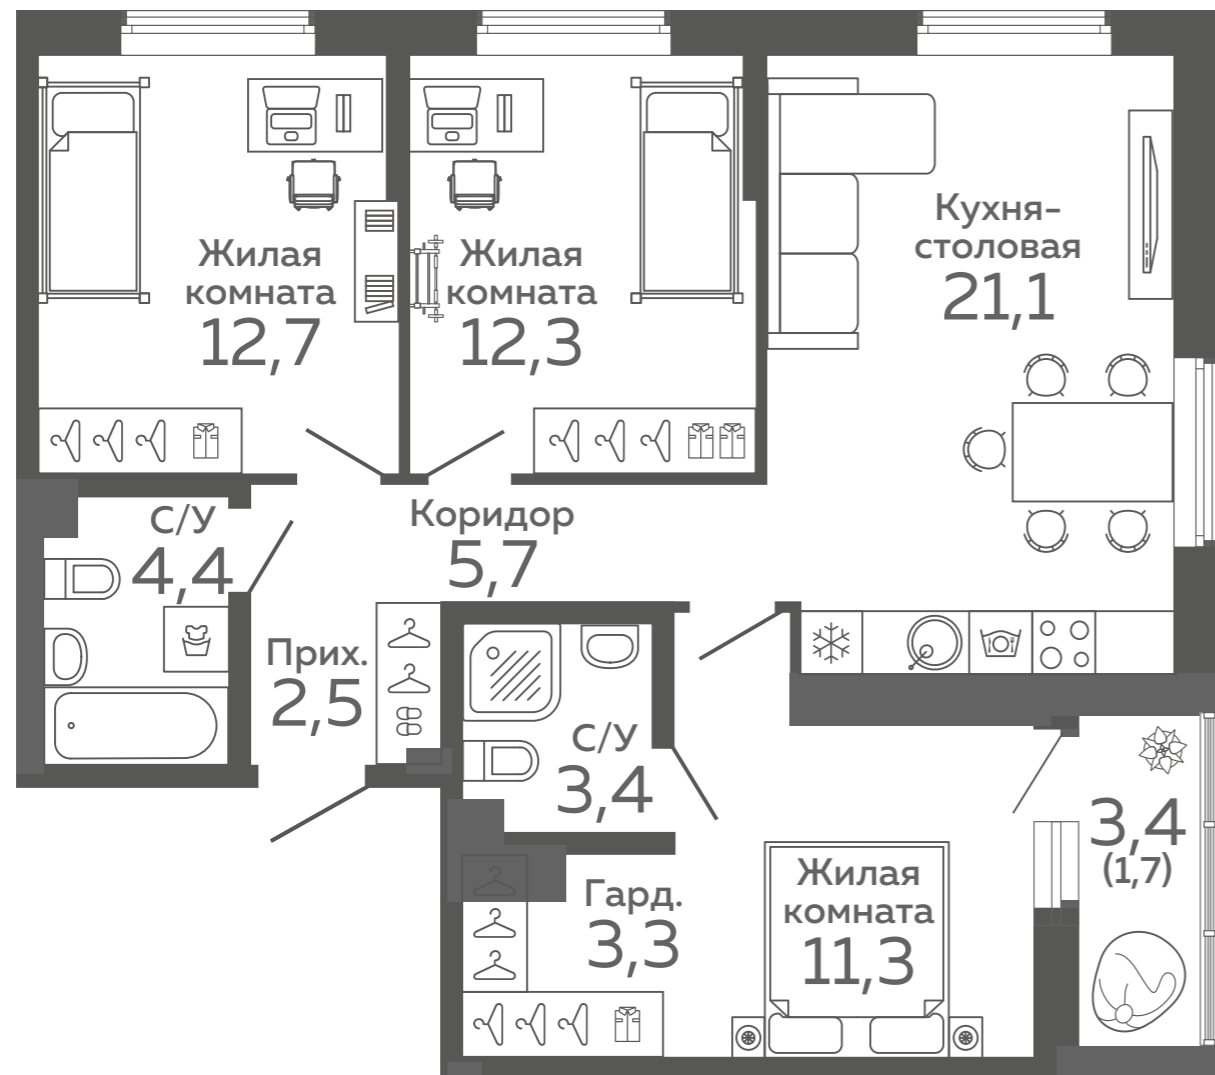 Жилая
комната
12,7
Жилая
комната
12,3
Кухня-
столовая
21,1
С/У
4,4
Коридор
5,7
Прих.
2,5
С/У
3,4
3,4
(1,7)
Гард.
3,3
Жилая
комната
11,3